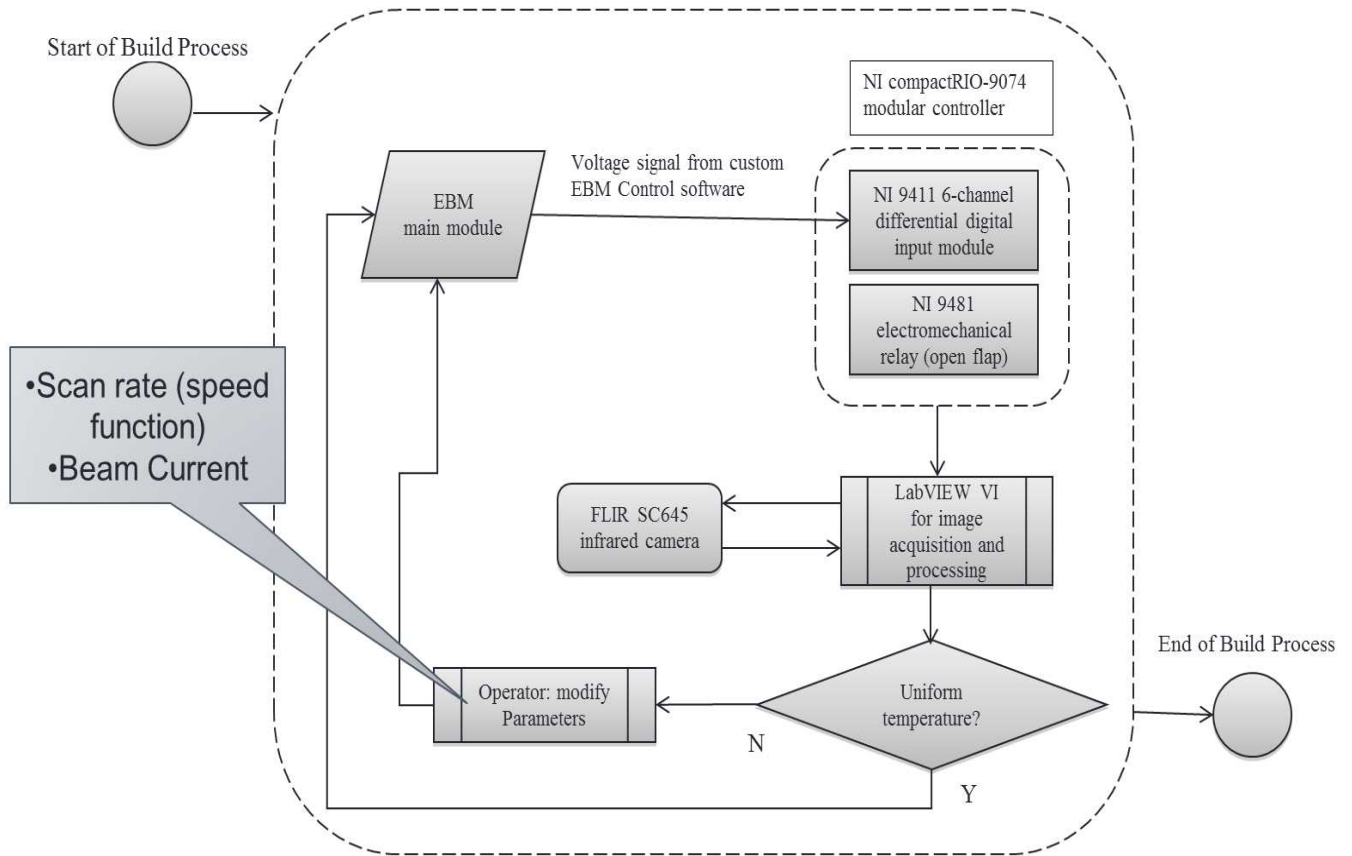 Start of Build Process
NI compactRIO-9074
modular controller
EBM
main module
Voltage signal from custom
EBM Control software
NI 9411 6-channel
differential digital
input module
NI 9481
electromechanical
relay (open flap)
•Scan rate (speed
function)
•Beam Current
FLIR SC645
infrared camera
LabVIEW VI
for image
acquisition and
processing
Operator: modify
Parameters
Uniform
temperature?
N
Y
End of Build Process